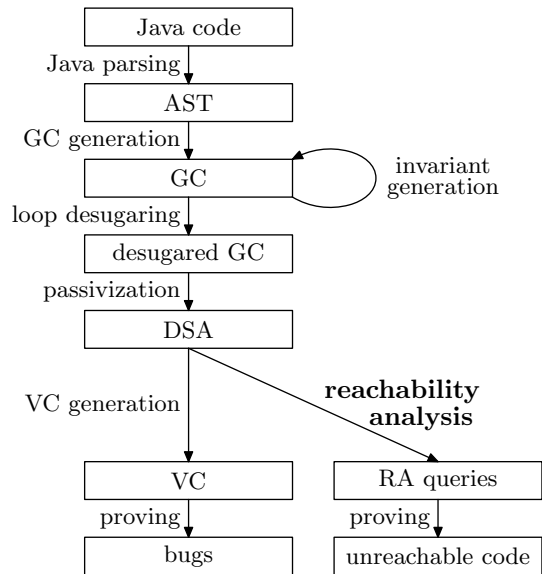 Java code
Java parsing
AST
GC generation
GC
invariant
generation
loop desugaring
desugared GC
passivization
DSA
reachability
analysis
VC generation
VC
RA queries
proving
proving
bugs
unreachable code